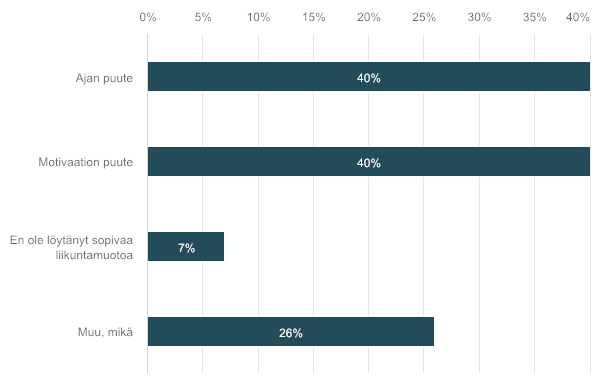 0% 5% 10% 15% 20% 25% 30% 35% 40%
Ajan puute 40%
Motivaation puute 40%
En ole löytänyt sopivaa
liikuntamuotoa 7%
Muu, mikä 26%